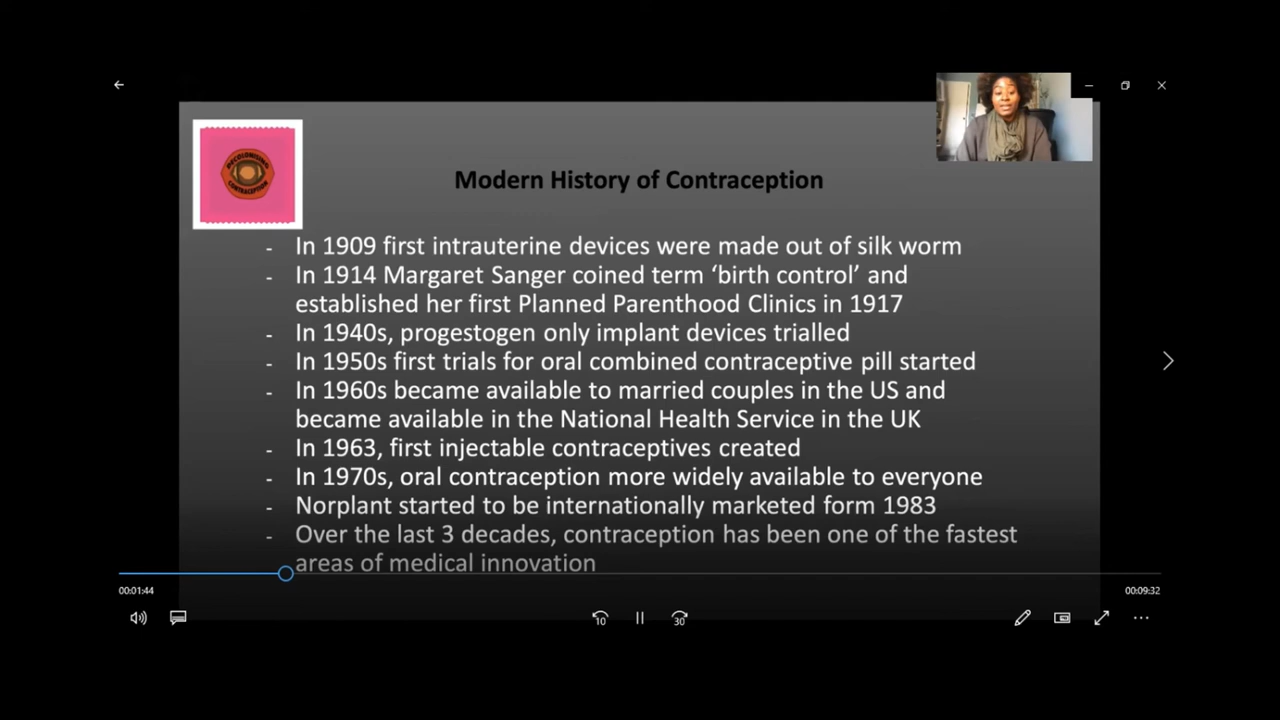 DECOLONISING
CONTRACEPTION
Modern History of Contraception
- In 1909 first intrauterine devices were made out of silk worm
- In 1914 Margaret Sanger coined term ‘birth control’ and
established her first Planned Parenthood Clinics in 1917
- In 1940s, progestogen only implant devices trialled
- In 1950s first trials for oral combined contraceptive pill started
- In 1960s became available to married couples in the US and
became available in the National Health Service in the UK
- In 1963, first injectable contraceptives created
- In 1970s, oral contraception more widely available to everyone
- Norplant started to be internationally marketed form 1983
- Over the last 3 decades, contraception has been one of the fastest
areas of medical innovation
00:01:44
00:09:32
10
30